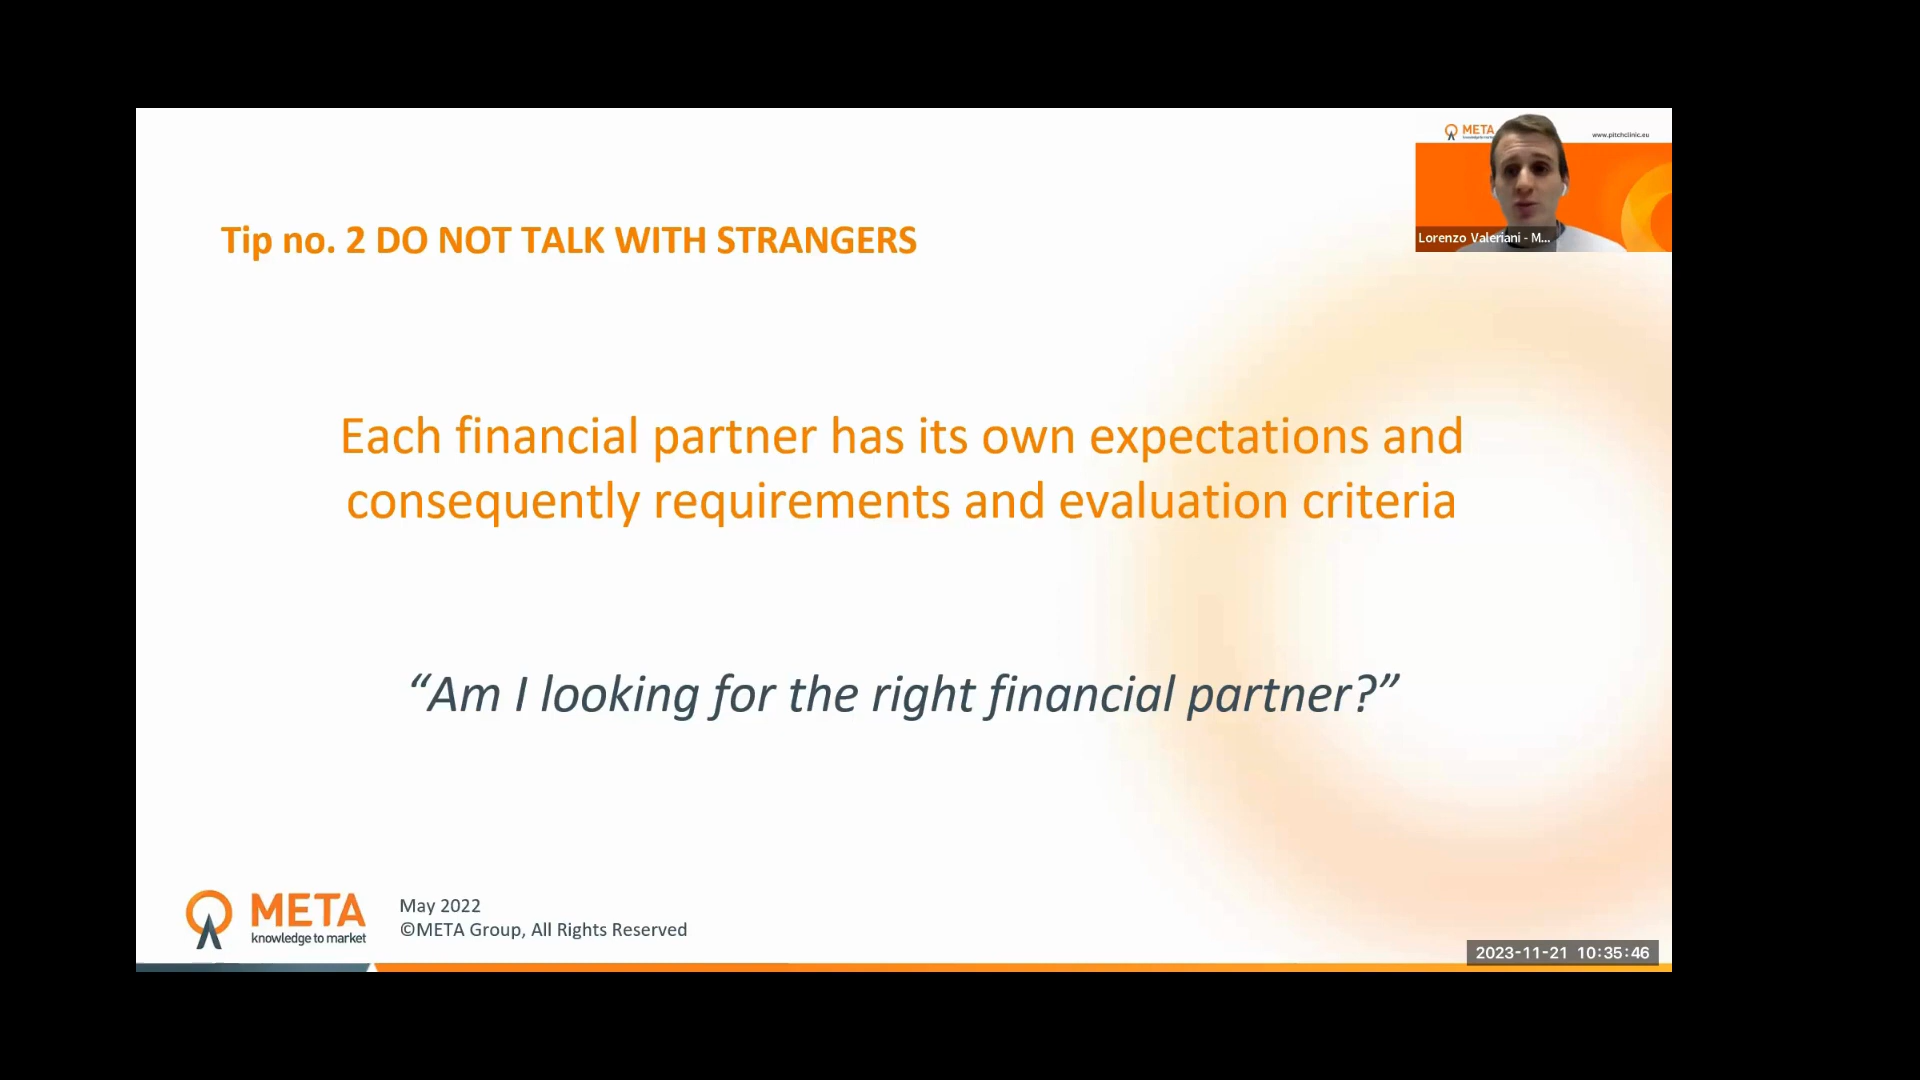 META
www.pitchclinic.eu
Lorenzo Valeriani - M...
Tip no. 2 DO NOT TALK WITH STRANGERS
Each financial partner has its own expectations and
consequently requirements and evaluation criteria
“Am I looking for the right financial partner?”
META
knowledge to market
May 2022
©META Group, All Rights Reserved
2023-11-21 10:35:46